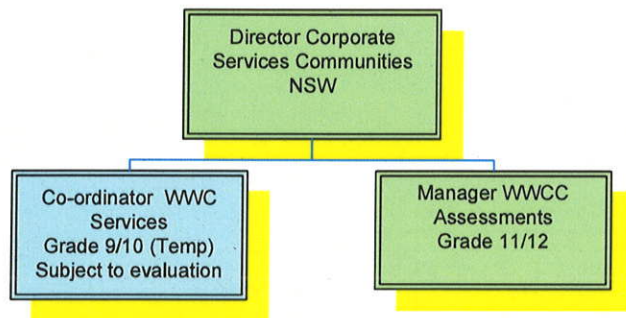 Director Corporate
Services Communities
NSW
Co-ordinator WWC
Services
Grade 9/10 (Temp)
Subject to evaluation
Manager WWCC
Assessments
Grade 11/12